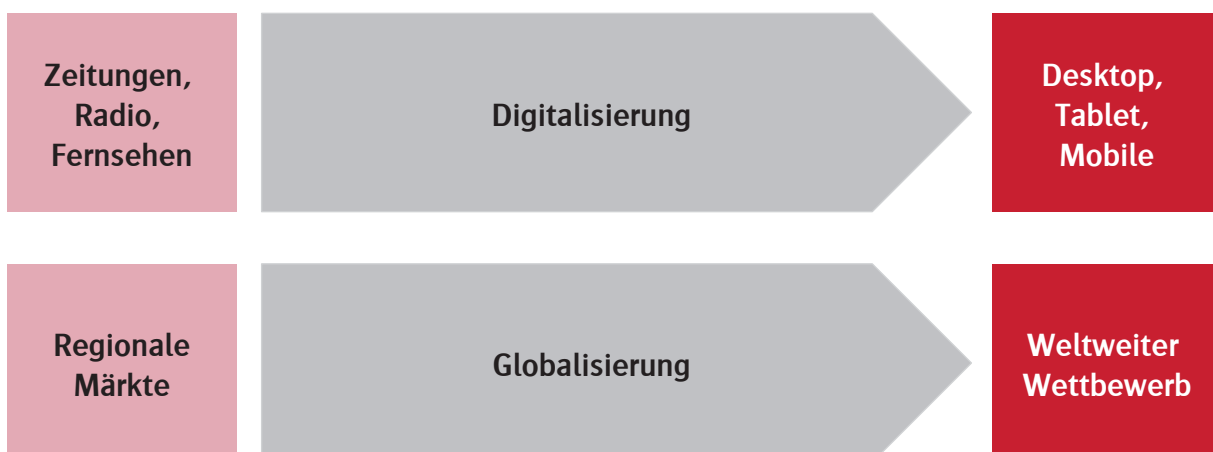 Zeitungen,
Radio,
Fernsehen
Digitalisierung
Desktop,
Tablet,
Mobile
Regionale
Märkte
Globalisierung
Weltweiter
Wettbewerb